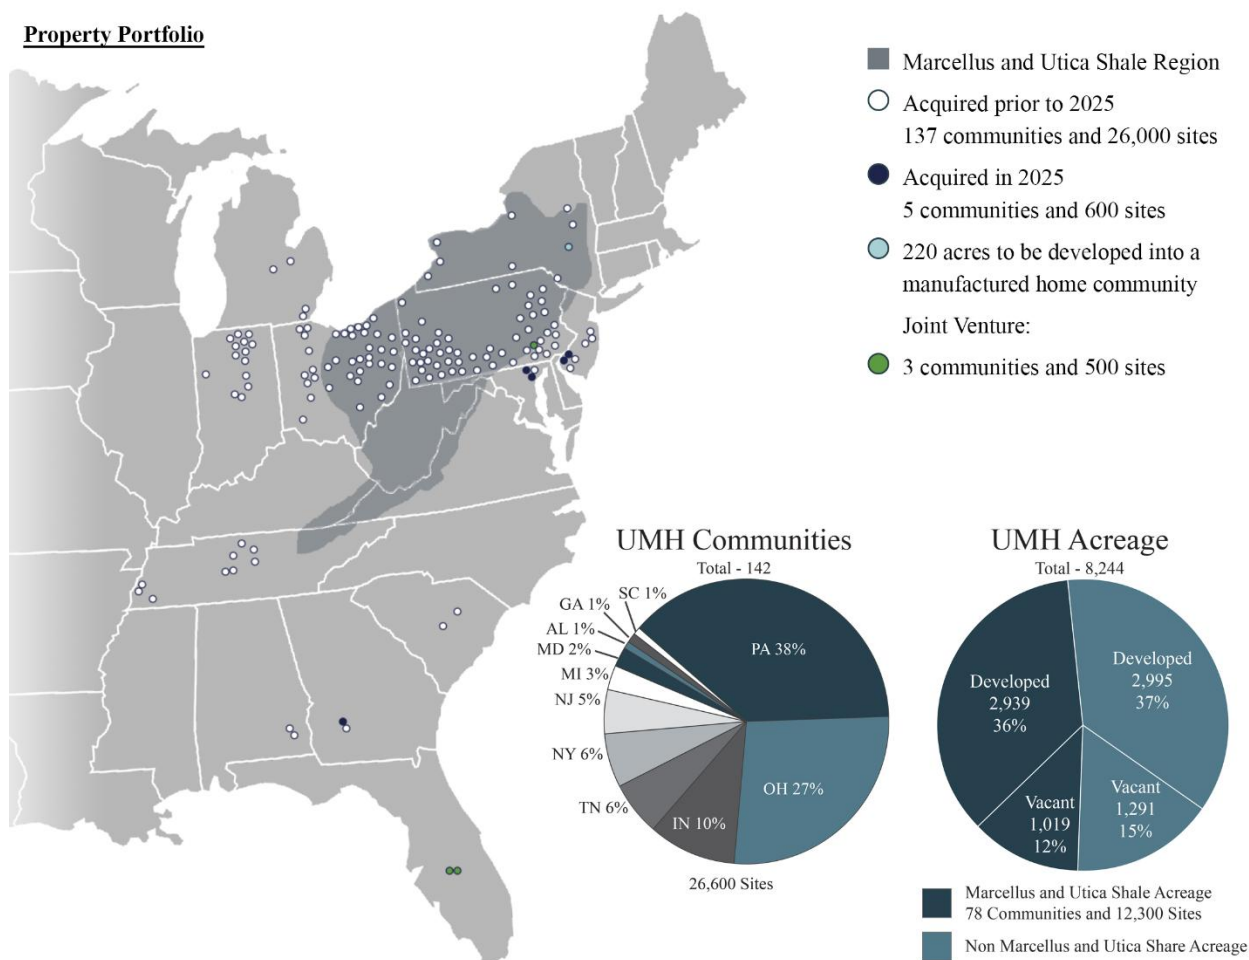 Property Portfolio
Marcellus and Utica Shale Region
Acquired prior to 2025
137 communities and 26,000 sites
Acquired in 2025
5 communities and 600 sites
220 acres to be developed into a
manufactured home community
Joint Venture:
3 communities and 500 sites
UMH Communities
Total - 142
SC 1%
GA 1%
AL 1%
MD 2%
MI 3%
NJ 5%
NY 6%
TN 6%
IN 10%
OH 27%
PA 38%
26,600 Sites
UMH Acreage
Total - 8,244
Developed
2,939
36%
Developed
2,995
37%
Vacant
1,019
12%
Vacant
1,291
15%
Marcellus and Utica Shale Acreage
78 Communities and 12,300 Sites
Non Marcellus and Utica Share Acreage